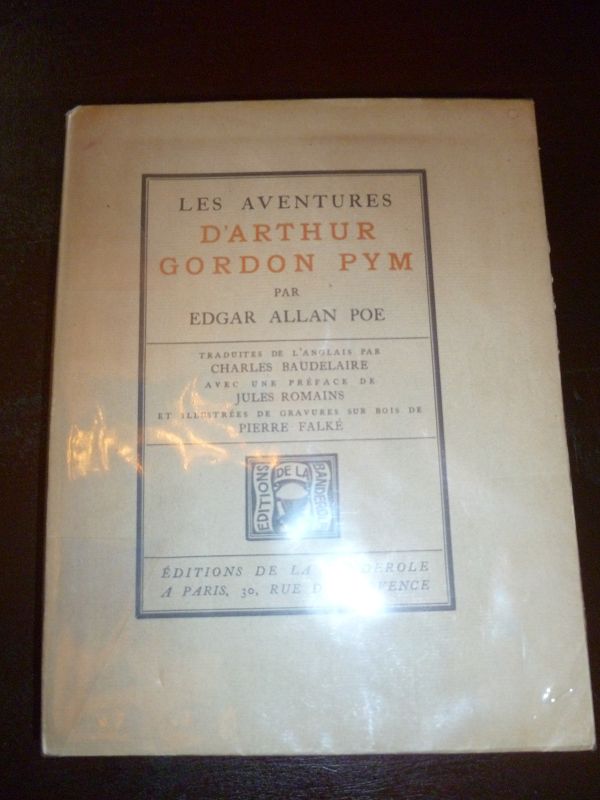 LES AVENTURES
D'ARTHUR
GORDON PYM
PAR
EDGAR ALLAN POE
TRADUITES DE L'ANGLAIS PAR
CHARLES BAUDELAIRE
AVEC UNE PRÉFACE DE
JULES ROMAINS
ET ILLUSTRÉES DE GRAVURES SUR BOIS DE
PIERRE FALKÉ
EDITIONS DE LA
ÉDITIONS DE LA
A PARIS, 30, RUE